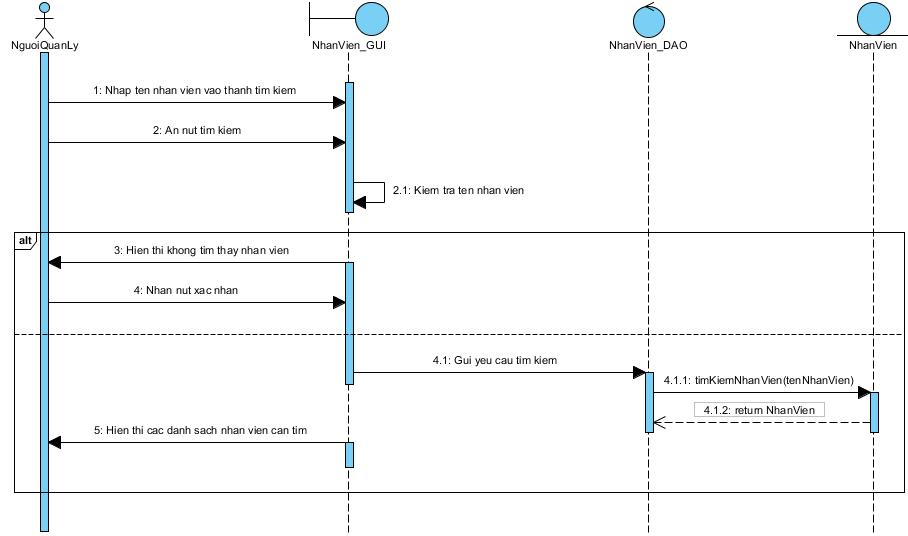 NguoiQuanLy
NhanVien_GUI
NhanVien_DAO
NhanVien
1: Nhap ten nhan vien vao thanh tim kiem
2: An nut tim kiem
2.1: Kiem tra ten nhan vien
alt
3: Hien thi khong tim thay nhan vien
4: Nhan nut xac nhan
4.1: Gui yeu cau tim kiem
4.1.1: timKiemNhanVien(tenNhanVien)
4.1.2: return NhanVien
5: Hien thi cac danh sach nhan vien can tim